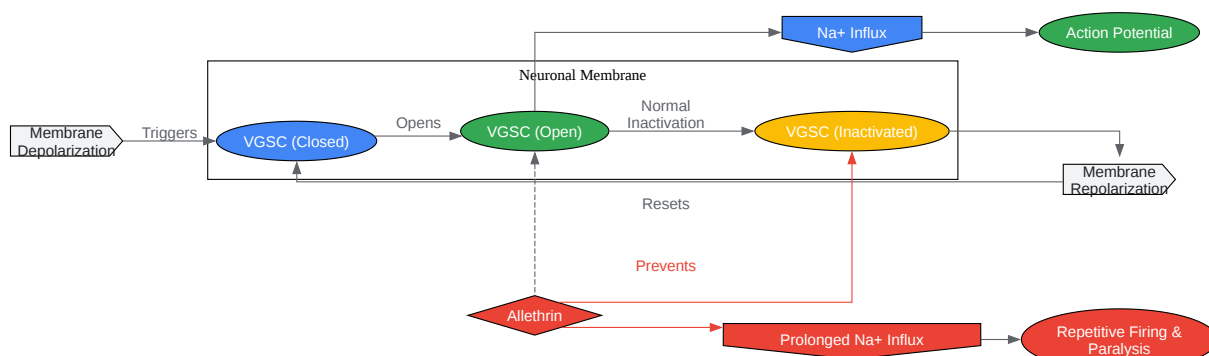 Na+ Influx
Action Potential
Neuronal Membrane
Membrane
Depolarization
Triggers
VGSC (Closed)
Opens
VGSC (Open)
Normal
Inactivation
VGSC (Inactivated)
Membrane
Repolarization
Resets
Prevents
Allethrin
Prolonged Na+ Influx
Repetitive Firing &
Paralysis